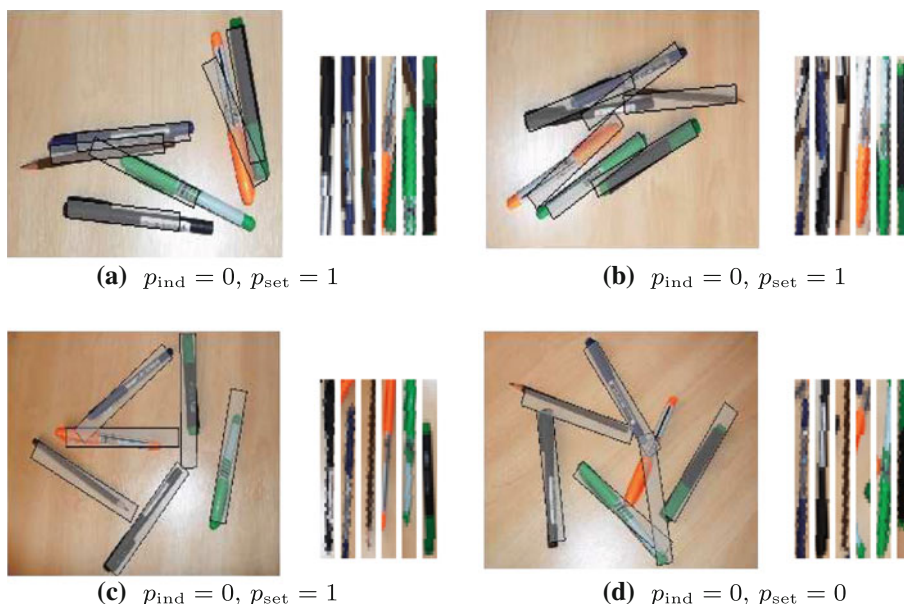 (a) p_ind = 0, p_set = 1
(b) p_ind = 0, p_set = 1
(c) p_ind = 0, p_set = 1
(d) p_ind = 0, p_set = 0